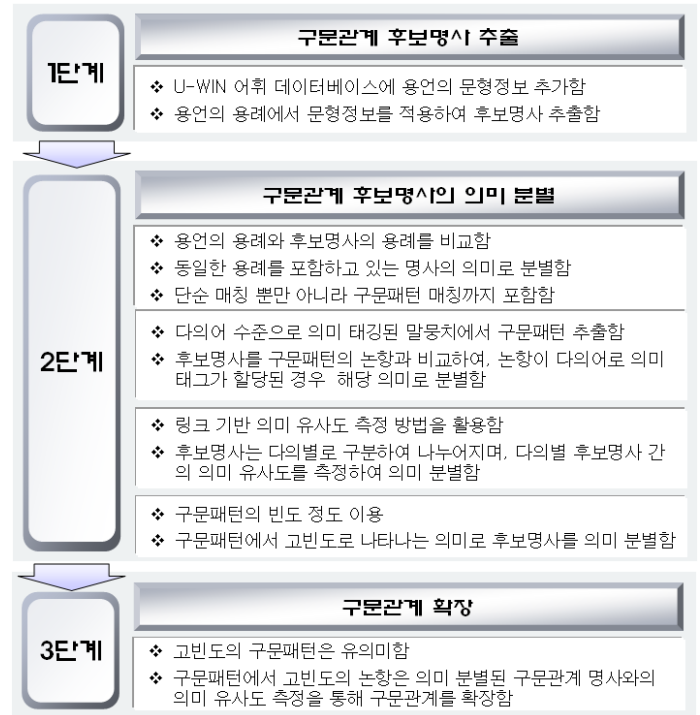 1단계
구문관계 후보명사 추출
❖ U-WIN 어휘 데이터베이스에 용언의 문형정보 추가함
❖ 용언의 용례에서 문형정보를 적용하여 후보명사 추출함
2단계
구문관계 후보명사의 의미 분별
❖ 용언의 용례와 후보명사의 용례를 비교함
❖ 동일한 용례를 포함하고 있는 명사의 의미로 분별함
❖ 단순 매칭 뿐만 아니라 구문패턴 매칭까지 포함함
❖ 다의어 수준으로 의미 태깅된 말뭉치에서 구문패턴 추출함
❖ 후보명사를 구문패턴의 논항과 비교하여, 논항이 다의어로 의미
태그가 할당된 경우 해당 의미로 분별함
❖ 링크 기반 의미 유사도 측정 방법을 활용함
❖ 후보명사는 다의별로 구분하여 나누어지며, 다의별 후보명사 간
의 의미 유사도를 측정하여 의미 분별함
❖ 구문패턴의 빈도 정도 이용
❖ 구문패턴에서 고빈도로 나타나는 의미로 후보명사를 의미 분별함
3단계
구문관계 확장
❖ 고빈도의 구문패턴은 유의미함
❖ 구문패턴에서 고빈도의 논항은 의미 분별된 구문관계 명사와의
의미 유사도 측정을 통해 구문관계를 확장함